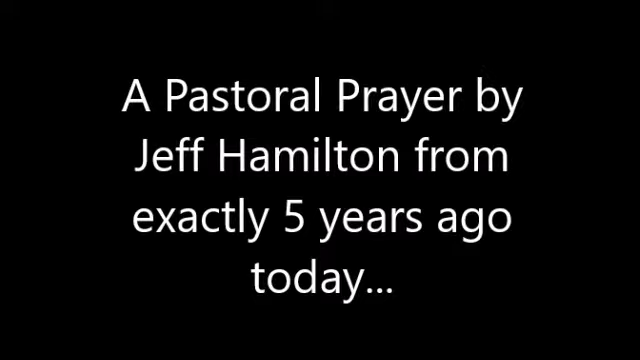 A Pastoral Prayer by
Jeff Hamilton from
exactly 5 years ago
today...